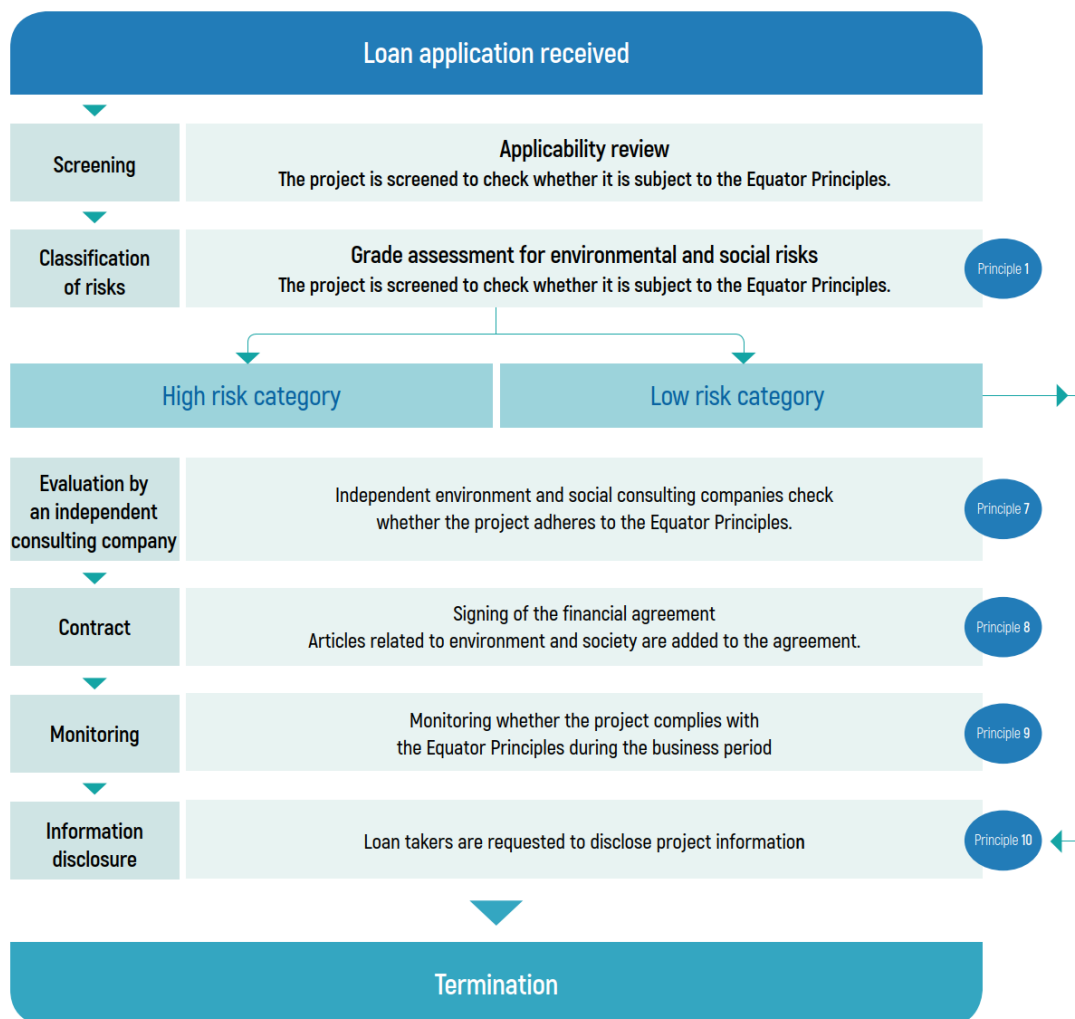 Loan application received
Screening
Applicability review
The project is screened to check whether it is subject to the Equator Principles.
Classification
of risks
Grade assessment for environmental and social risks
The project is screened to check whether it is subject to the Equator Principles.
Principle 1
High risk category
Low risk category
Evaluation by
an independent
consulting company
Independent environment and social consulting companies check
whether the project adheres to the Equator Principles.
Principle 7
Contract
Signing of the financial agreement
Articles related to environment and society are added to the agreement.
Principle 8
Monitoring
Monitoring whether the project complies with
the Equator Principles during the business period
Principle 9
Information
disclosure
Loan takers are requested to disclose project information
Principle 10
Termination